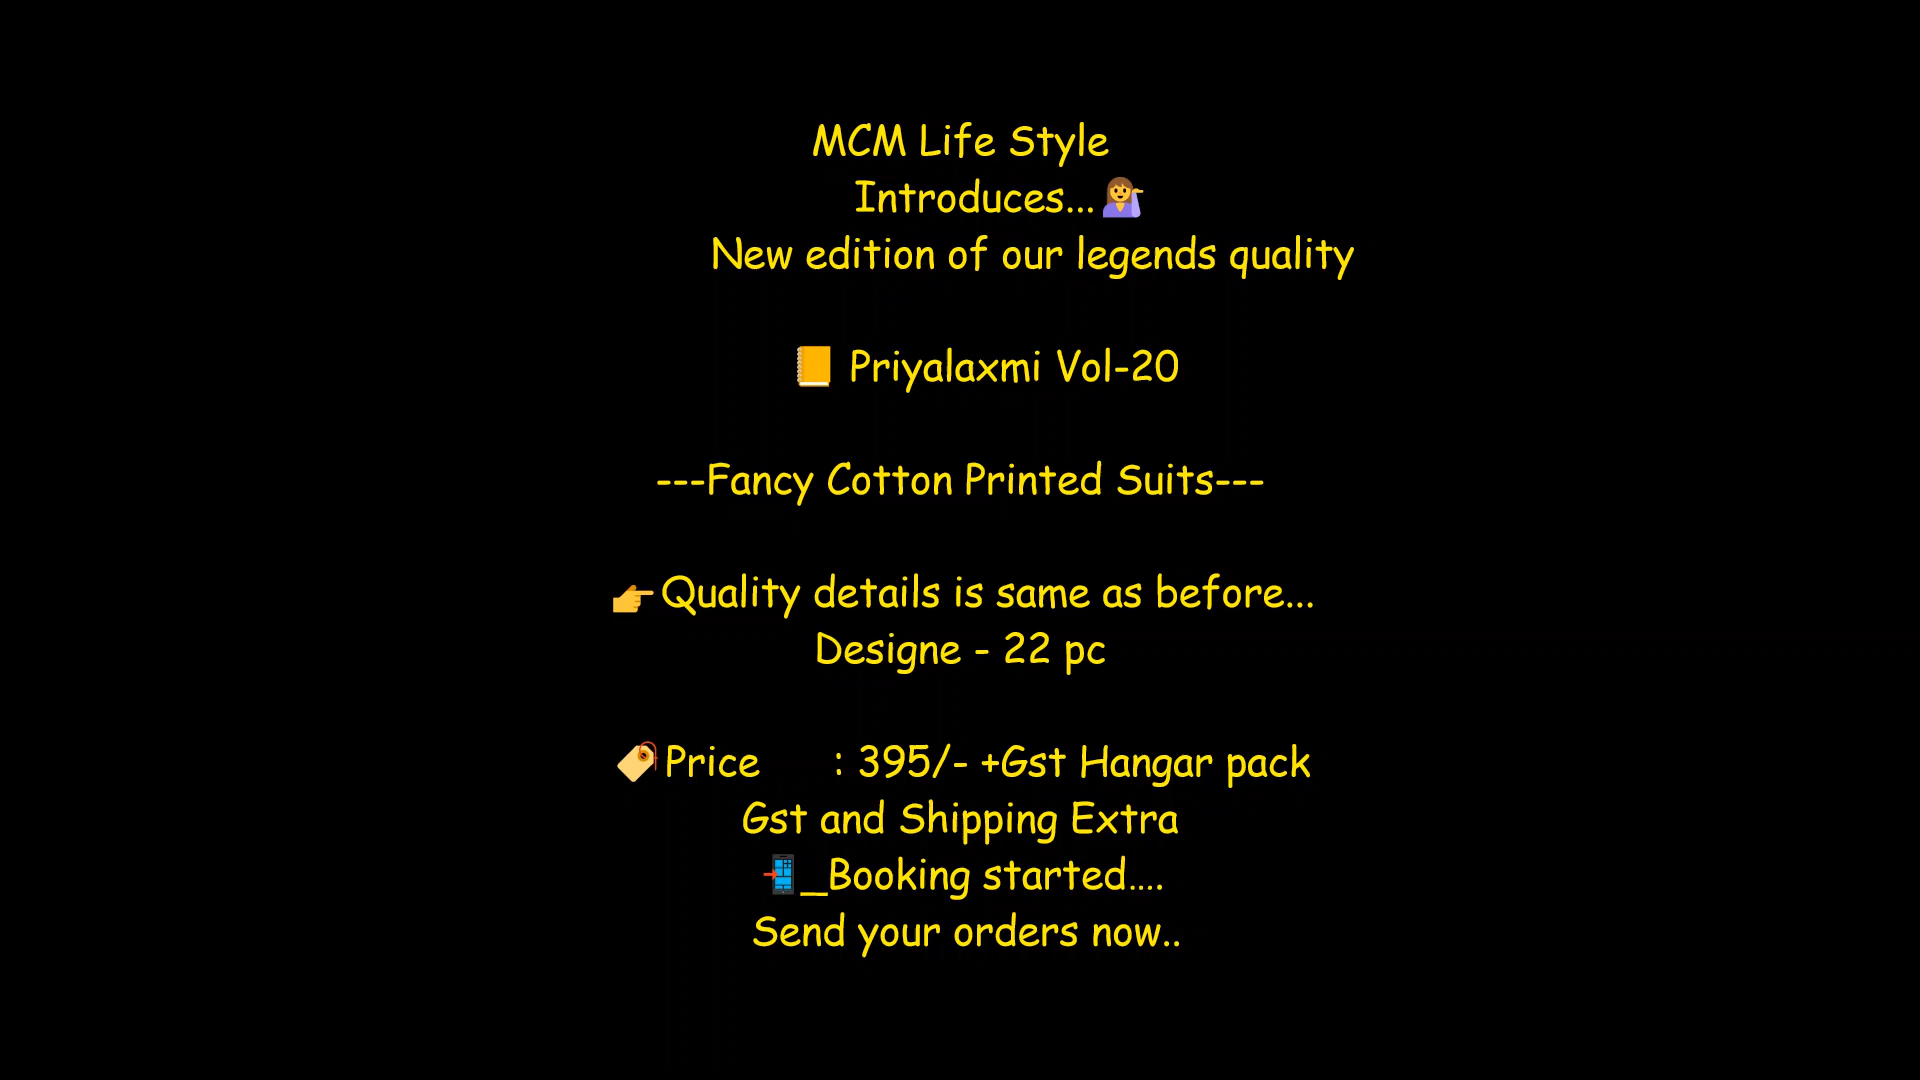 MCM Life Style
Introduces...💁‍♀️
New edition of our legends quality
📒 Priyalaxmi Vol-20
---Fancy Cotton Printed Suits---
👉Quality details is same as before...
Designe - 22 pc
🏷️Price : 395/- +Gst Hangar pack
Gst and Shipping Extra
📲_Booking started....
Send your orders now..